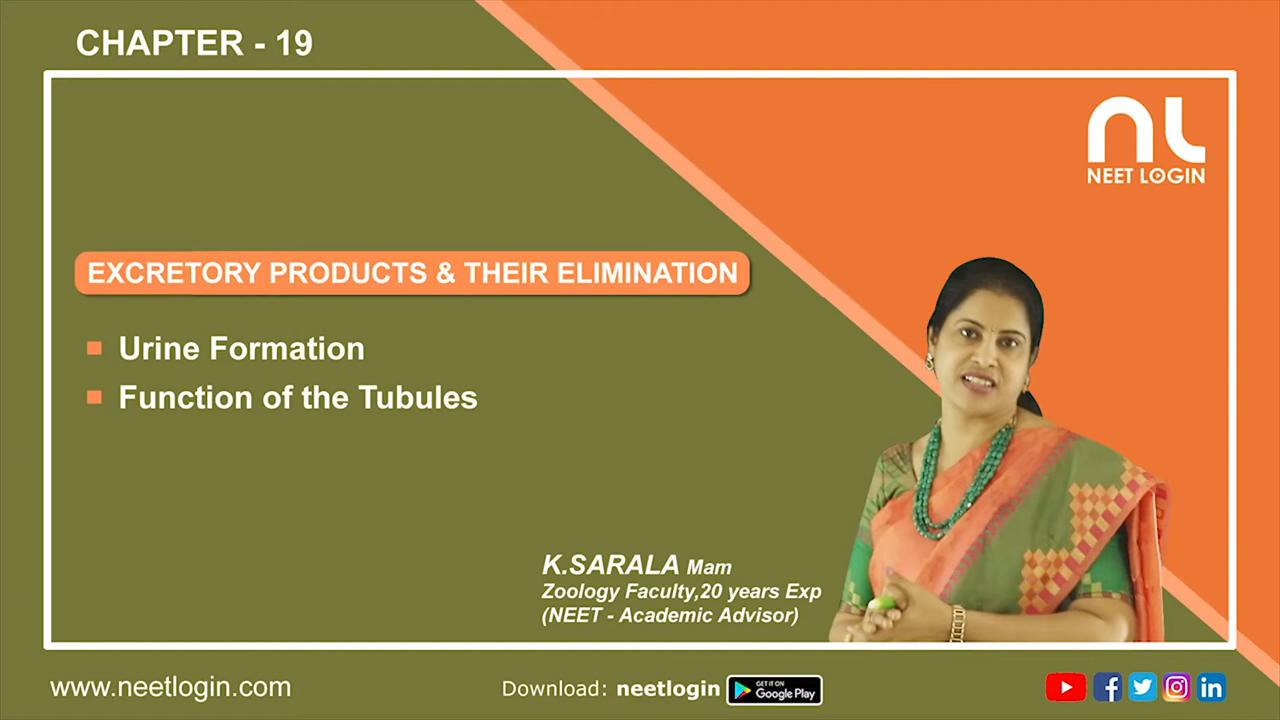 CHAPTER - 19
NL
NEET LOGIN
EXCRETORY PRODUCTS & THEIR ELIMINATION
Urine Formation
Function of the Tubules
K.SARALA Mam
Zoology Faculty,20 years Exp
(NEET - Academic Advisor)
www.neetlogin.com
Download: neetlogin
GET IT ON
Google Play